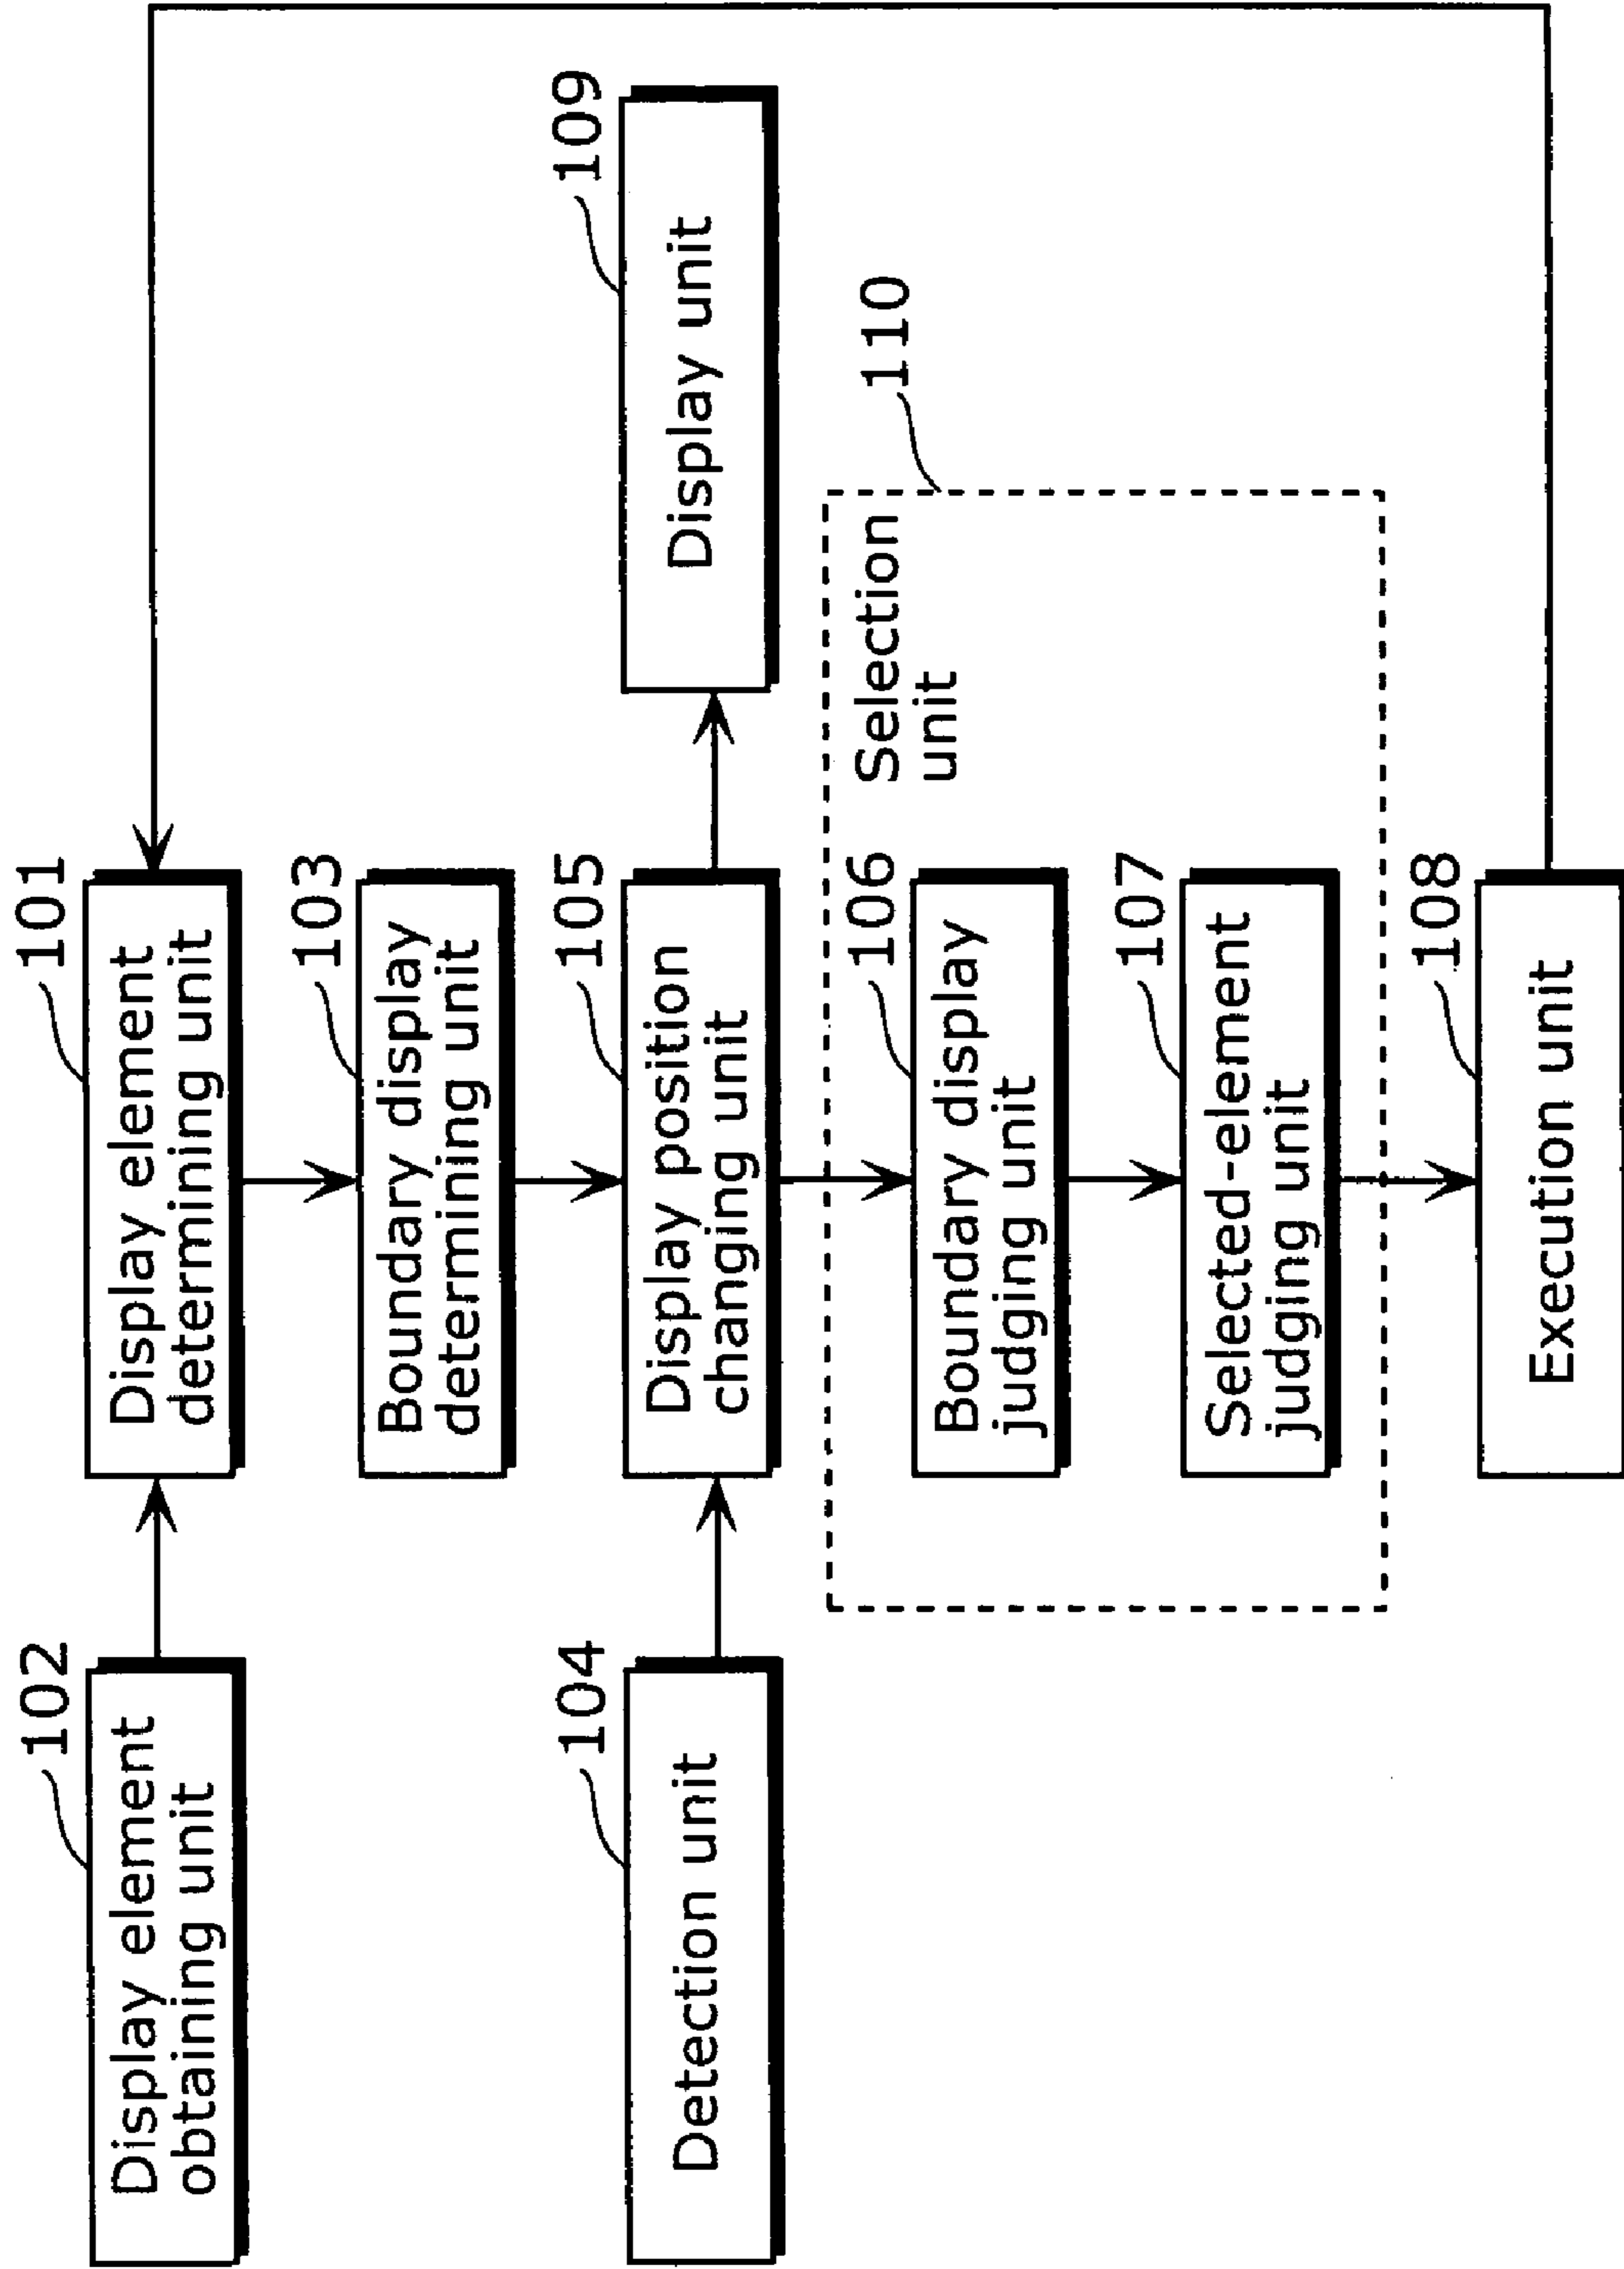 101
Display element
determining unit
102
Display element
obtaining unit
103
Boundary display
determining unit
104
Detection unit
105
Display position
changing unit
109
Display unit
110
Selection
unit
106
Boundary display
judging unit
107
Selected-element
judging unit
108
Execution unit